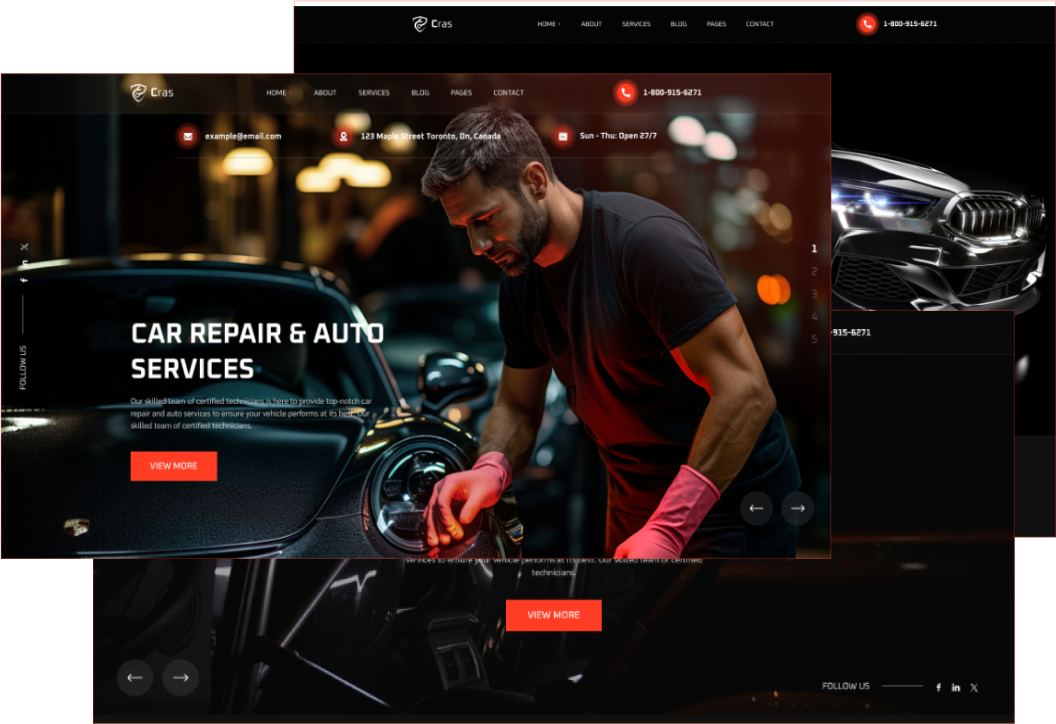 Cras
HOME
ABOUT
SERVICES
BLOG
PAGES
CONTACT
1-800-915-6271
Cras
HOME
ABOUT
SERVICES
BLOG
PAGES
CONTACT
1-800-915-6271
example@email.com
123 Maple Street Toronto, On, Canada
Sun - Thu: Open 27/7
FOLLOW US
f
in
X
1
2
3
4
5
CAR REPAIR & AUTO
SERVICES
Our skilled team of certified technicians is here to provide top-notch car
repair and auto services to ensure your vehicle performs at its best. Our
skilled team of certified technicians.
VIEW MORE
-915-6271
services to ensure your vehicle performs at its best. Our skilled team of certified
technicians.
VIEW MORE
FOLLOW US
f in X